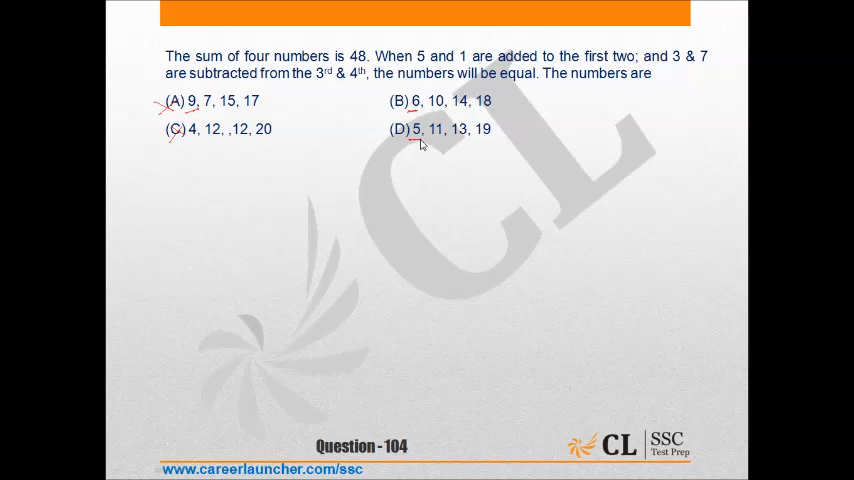 The sum of four numbers is 48. When 5 and 1 are added to the first two; and 3 & 7
are subtracted from the 3rd & 4th, the numbers will be equal. The numbers are
(A) 9, 7, 15, 17
(B) 6, 10, 14, 18
(C) 4, 12, ,12, 20
(D) 5, 11, 13, 19
CL
Question - 104
CL SSC
Test Prep
www.careerlauncher.com/ssc